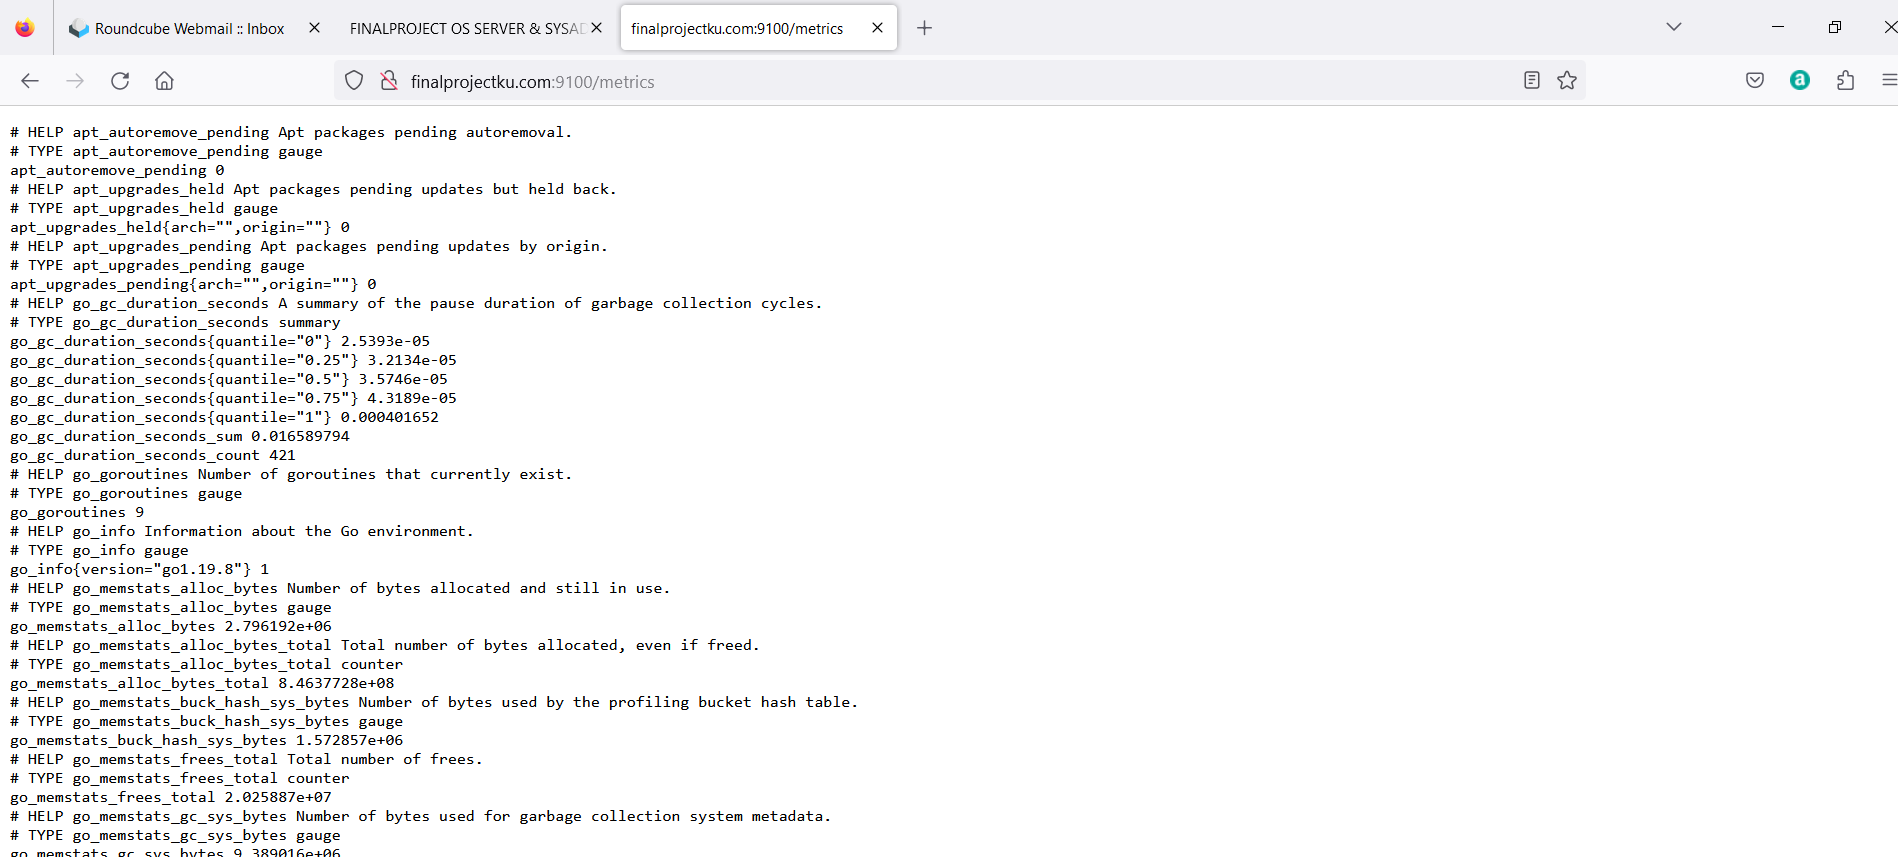 Roundcube Webmail :: Inbox
FINALPROJECT OS SERVER & SYSAD
finalprojectku.com:9100/metrics
finalprojectku.com:9100/metrics
# HELP apt_autoremove_pending Apt packages pending autoremoval.
# TYPE apt_autoremove_pending gauge
apt_autoremove_pending 0
# HELP apt_upgrades_held Apt packages pending updates but held back.
# TYPE apt_upgrades_held gauge
apt_upgrades_held{arch="",origin=""} 0
# HELP apt_upgrades_pending Apt packages pending updates by origin.
# TYPE apt_upgrades_pending gauge
apt_upgrades_pending{arch="",origin=""} 0
# HELP go_gc_duration_seconds A summary of the pause duration of garbage collection cycles.
# TYPE go_gc_duration_seconds summary
go_gc_duration_seconds{quantile="0"} 2.5393e-05
go_gc_duration_seconds{quantile="0.25"} 3.2134e-05
go_gc_duration_seconds{quantile="0.5"} 3.5746e-05
go_gc_duration_seconds{quantile="0.75"} 4.3189e-05
go_gc_duration_seconds{quantile="1"} 0.000401652
go_gc_duration_seconds_sum 0.016589794
go_gc_duration_seconds_count 421
# HELP go_goroutines Number of goroutines that currently exist.
# TYPE go_goroutines gauge
go_goroutines 9
# HELP go_info Information about the Go environment.
# TYPE go_info gauge
go_info{version="go1.19.8"} 1
# HELP go_memstats_alloc_bytes Number of bytes allocated and still in use.
# TYPE go_memstats_alloc_bytes gauge
go_memstats_alloc_bytes 2.796192e+06
# HELP go_memstats_alloc_bytes_total Total number of bytes allocated, even if freed.
# TYPE go_memstats_alloc_bytes_total counter
go_memstats_alloc_bytes_total 8.4637728e+08
# HELP go_memstats_buck_hash_sys_bytes Number of bytes used by the profiling bucket hash table.
# TYPE go_memstats_buck_hash_sys_bytes gauge
go_memstats_buck_hash_sys_bytes 1.572857e+06
# HELP go_memstats_frees_total Total number of frees.
# TYPE go_memstats_frees_total counter
go_memstats_frees_total 2.025887e+07
# HELP go_memstats_gc_sys_bytes Number of bytes used for garbage collection system metadata.
# TYPE go_memstats_gc_sys_bytes gauge
go_memstats_gc_sys_bytes 9.389016e+06